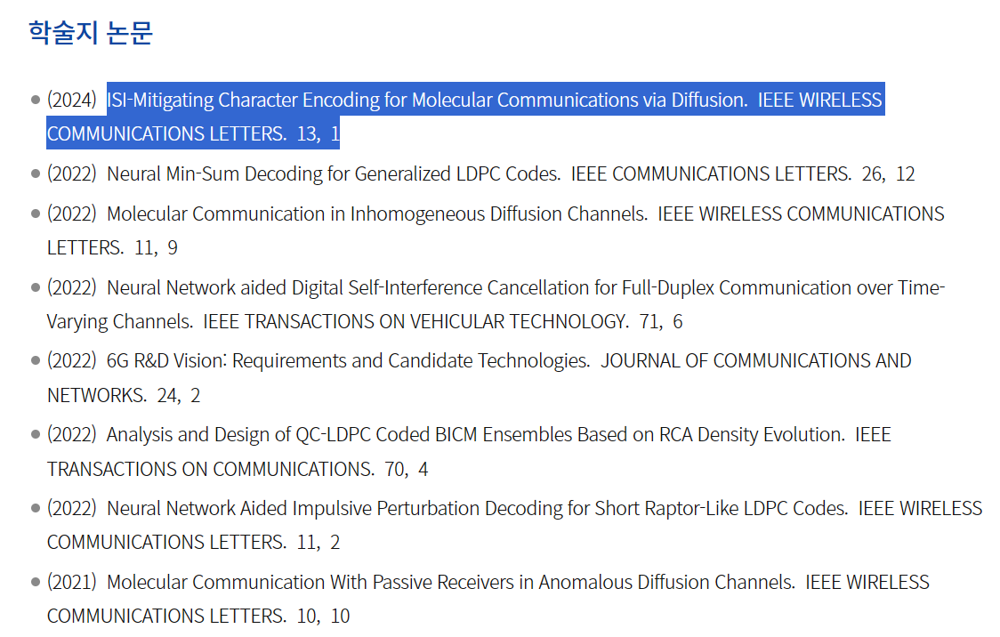 학술지 논문
(2024) ISI-Mitigating Character Encoding for Molecular Communications via Diffusion. IEEE WIRELESS
COMMUNICATIONS LETTERS. 13, 1
(2022) Neural Min-Sum Decoding for Generalized LDPC Codes. IEEE COMMUNICATIONS LETTERS. 26, 12
(2022) Molecular Communication in Inhomogeneous Diffusion Channels. IEEE WIRELESS COMMUNICATIONS
LETTERS. 11, 9
(2022) Neural Network aided Digital Self-Interference Cancellation for Full-Duplex Communication over Time-
Varying Channels. IEEE TRANSACTIONS ON VEHICULAR TECHNOLOGY. 71, 6
(2022) 6G R&D Vision: Requirements and Candidate Technologies. JOURNAL OF COMMUNICATIONS AND
NETWORKS. 24, 2
(2022) Analysis and Design of QC-LDPC Coded BICM Ensembles Based on RCA Density Evolution. IEEE
TRANSACTIONS ON COMMUNICATIONS. 70, 4
(2022) Neural Network Aided Impulsive Perturbation Decoding for Short Raptor-Like LDPC Codes. IEEE WIRELESS
COMMUNICATIONS LETTERS. 11, 2
(2021) Molecular Communication With Passive Receivers in Anomalous Diffusion Channels. IEEE WIRELESS
COMMUNICATIONS LETTERS. 10, 10